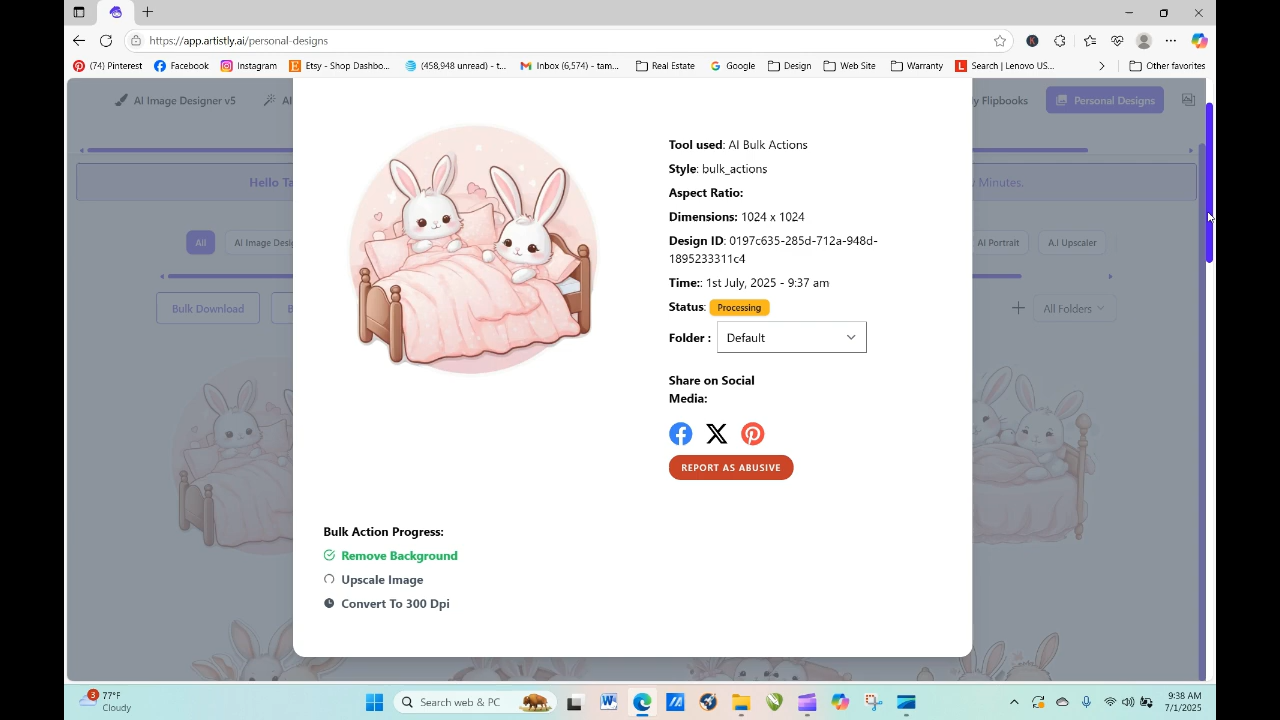 https://app.artistly.ai/personal-designs
(74) Pinterest
Facebook
Instagram
Etsy - Shop Dashbo...
(458,948 unread) - t...
Inbox (6,574) - tam...
Real Estate
Google
Design
Web Site
Warranty
Search | Lenovo US...
Other favorites
AI Image Designer v5
AI
y Flipbooks
Personal Designs
Hello Ta
Minutes.
All
AI Image Desig
AI Portrait
A.I Upscaler
Bulk Download
B
All Folders
Tool used: AI Bulk Actions
Style: bulk_actions
Aspect Ratio:
Dimensions: 1024 x 1024
Design ID: 0197c635-285d-712a-948d-
1895233311c4
Time:: 1st July, 2025 - 9:37 am
Status: Processing
Folder : Default
Share on Social
Media:
REPORT AS ABUSIVE
Bulk Action Progress:
Remove Background
Upscale Image
Convert To 300 Dpi
3
77°F
Cloudy
Search web & PC
9:38 AM
7/1/2025